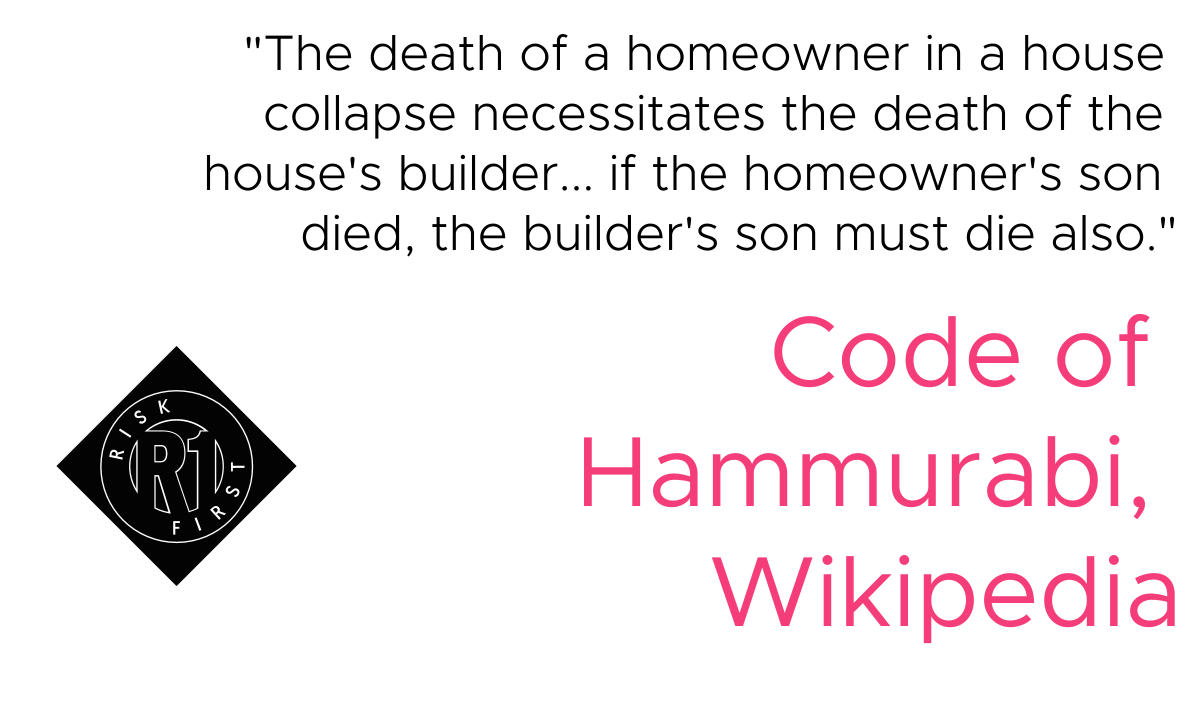 "The death of a homeowner in a house
collapse necessitates the death of the
house's builder... if the homeowner's son
died, the builder's son must die also."
Code of
Hammurabi,
Wikipedia
RISK
R1
FIRST